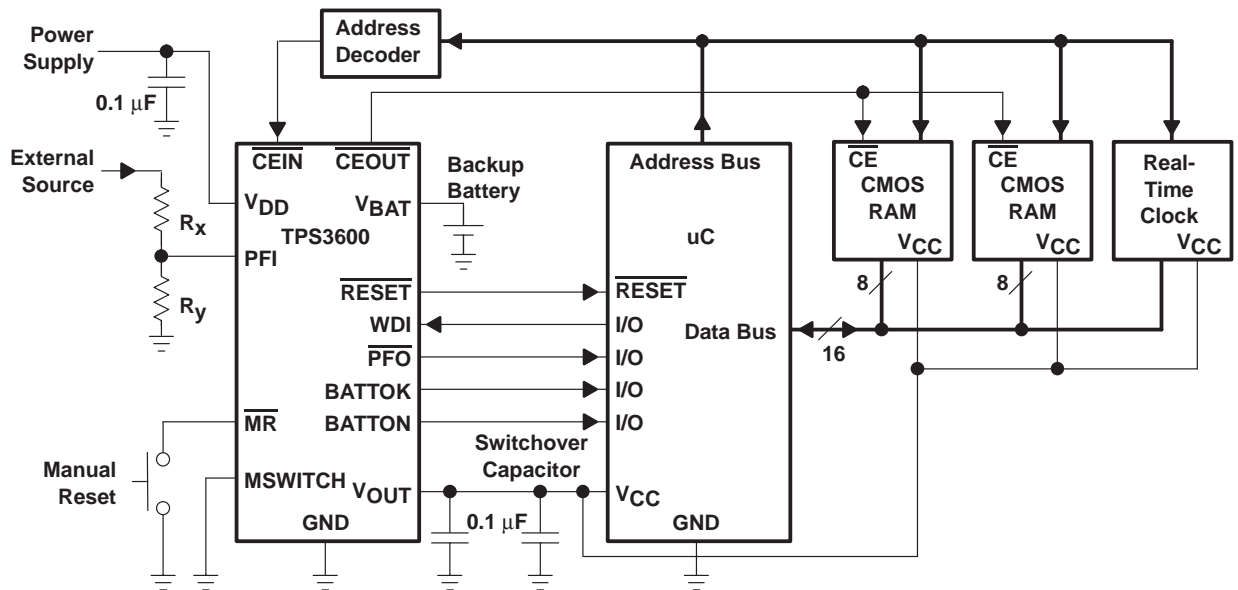 Power
Supply
0.1 μF
External
Source
Rx
Ry
Manual
Reset
Address
Decoder
CEIN
CEOUT
VDD
VBAT
TPS3600
PFI
RESET
WDI
PFO
BATTOK
MR
BATTON
MSWITCH
VOUT
GND
Backup
Battery
Switchover
Capacitor
0.1 μF
Address Bus
uC
RESET
I/O
Data Bus
I/O
I/O
I/O
VCC
GND
16
CE
CMOS
RAM
VCC
8
CE
CMOS
RAM
VCC
8
Real-
Time
Clock
VCC